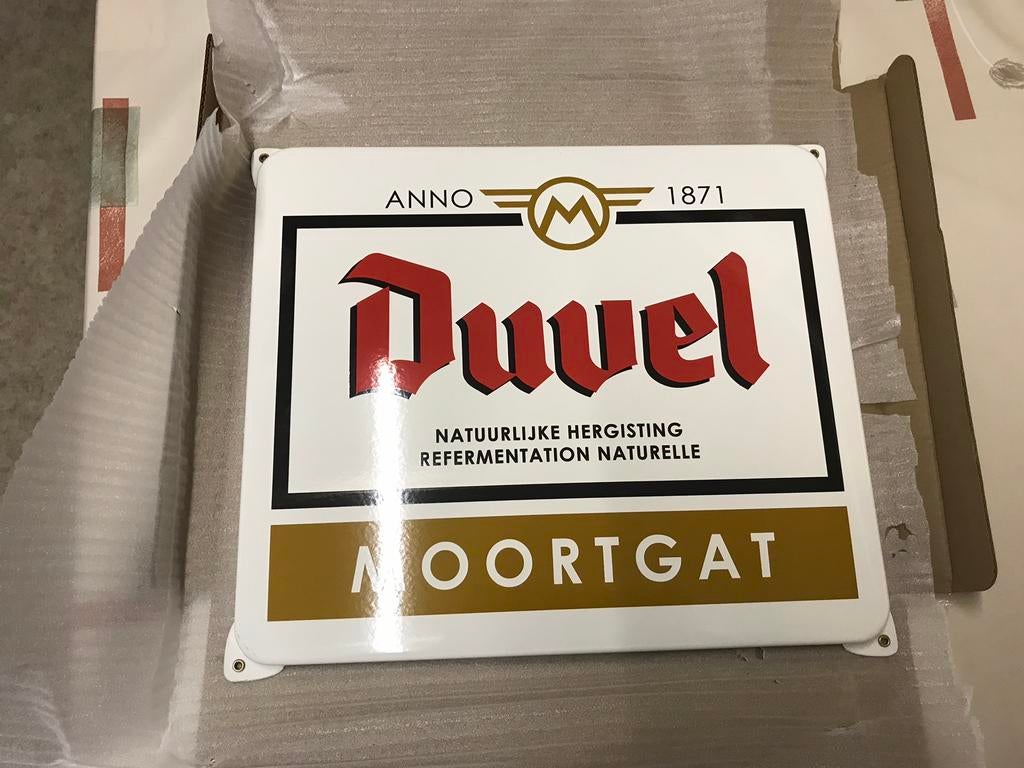 ANNO M 1871
Duvel
NATUURLIJKE HERGISTING
REFERMENTATION NATURELLE
MOORTGAT